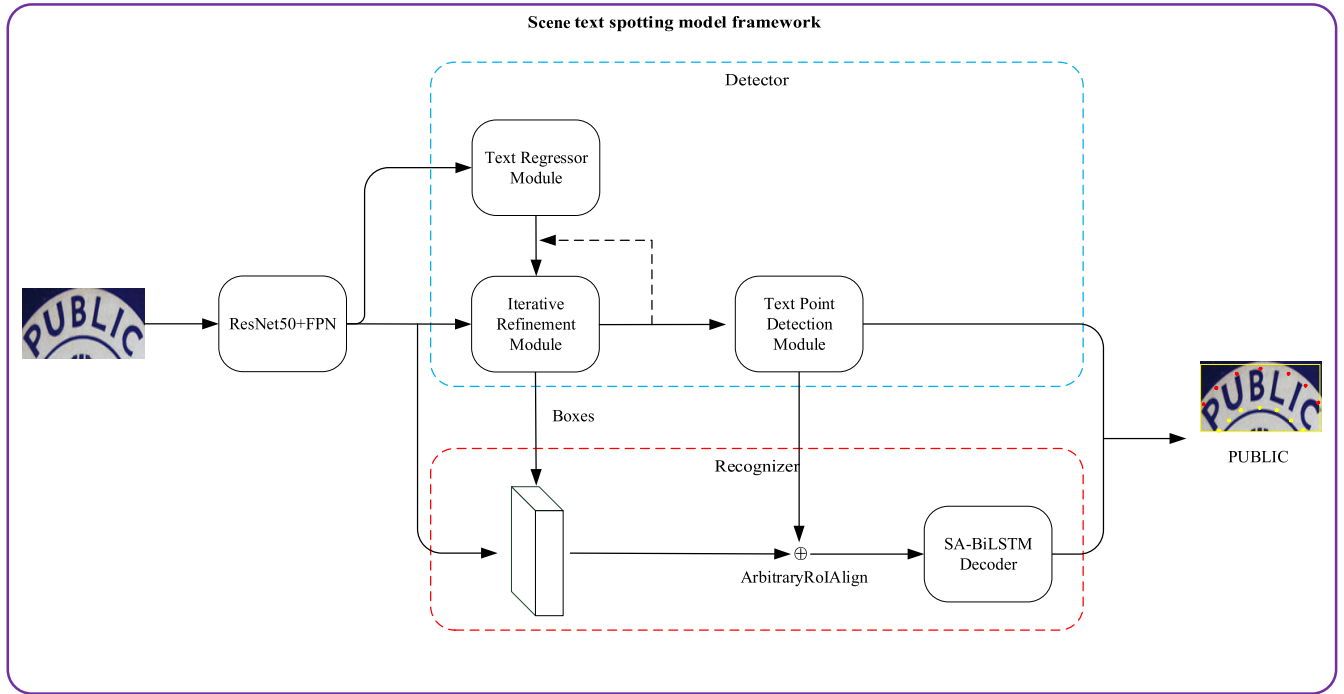 Scene text spotting model framework
Detector
Text Regressor
Module
PUBLIC
ResNet50+FPN
Iterative
Refinement
Module
Text Point
Detection
Module
Boxes
PUBLIC
PUBLIC
Recognizer
SA-BiLSTM
Decoder
ArbitraryRoIAlign